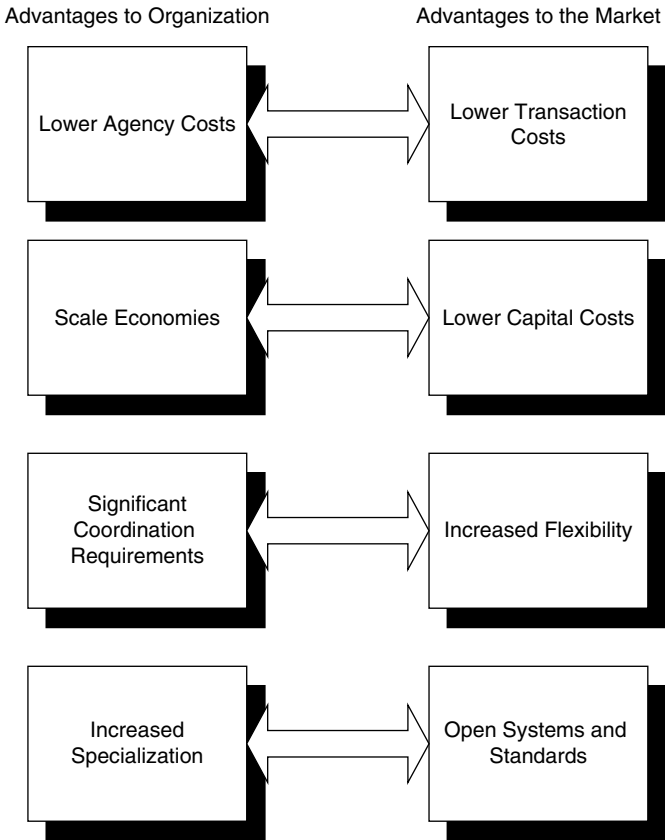 Advantages to Organization
Advantages to the Market
Lower Agency Costs
Lower Transaction
Costs
Scale Economies
Lower Capital Costs
Significant
Coordination
Requirements
Increased Flexibility
Increased
Specialization
Open Systems and
Standards